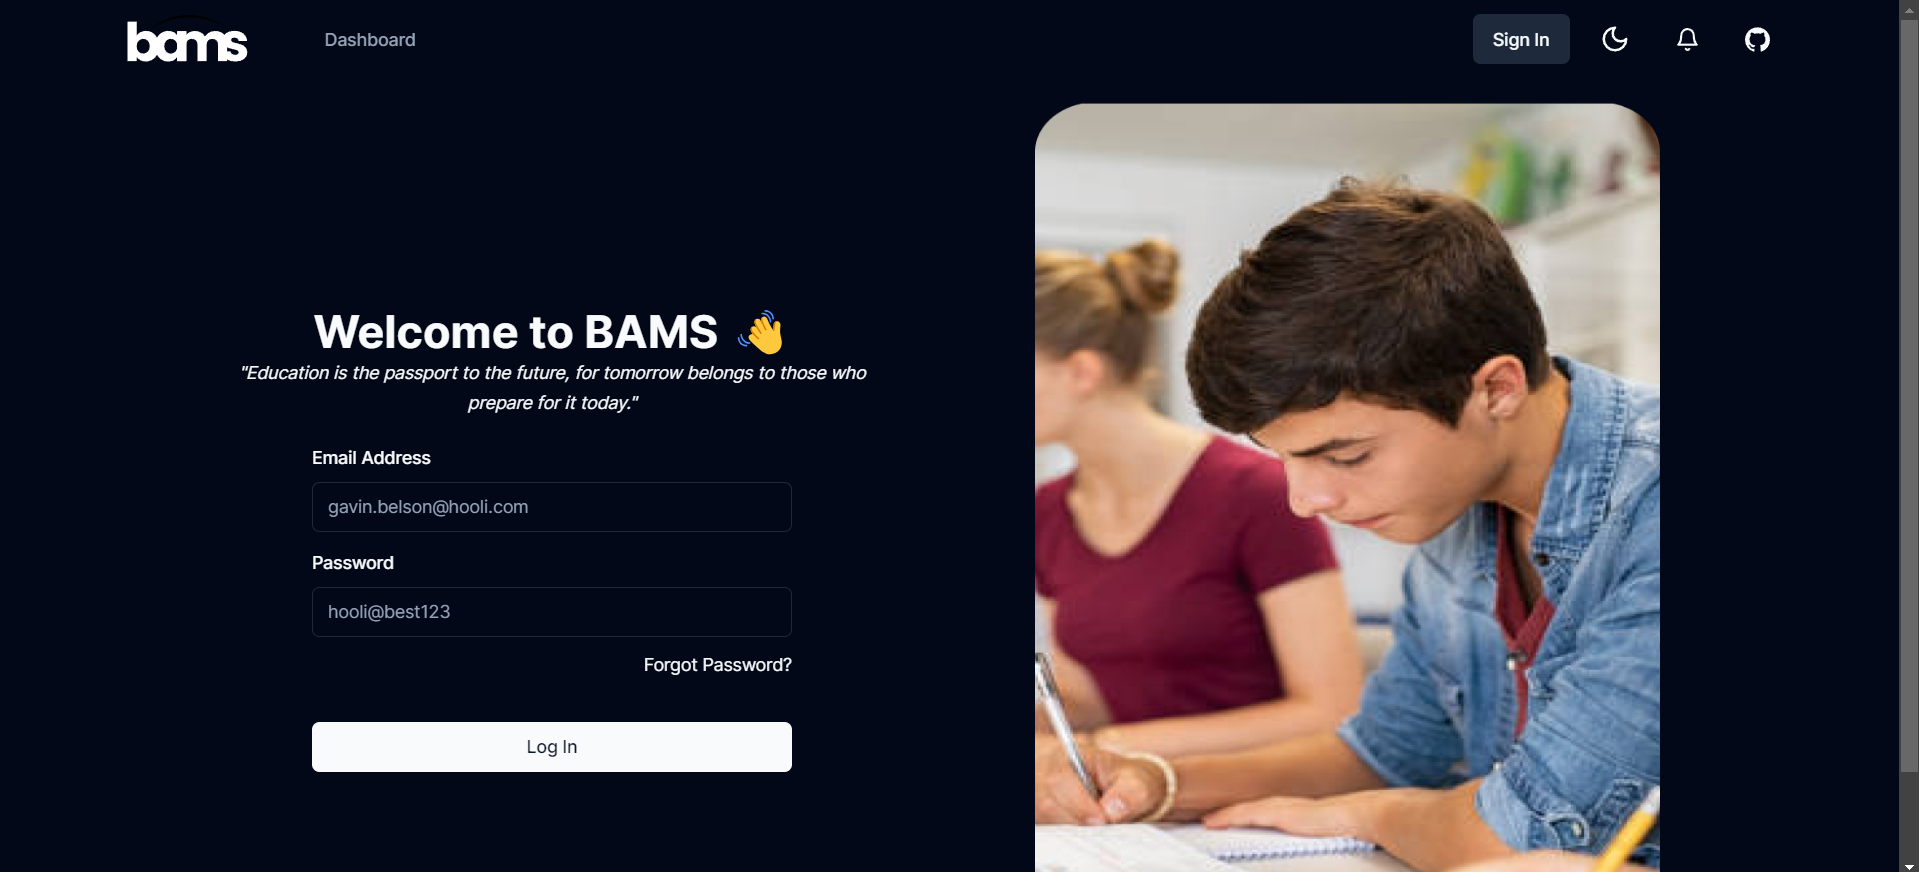 bams
Dashboard
Sign In
Welcome to BAMS 👋
"Education is the passport to the future, for tomorrow belongs to those who
prepare for it today."
Email Address
gavin.belson@hooli.com
Password
hooli@best123
Forgot Password?
Log In